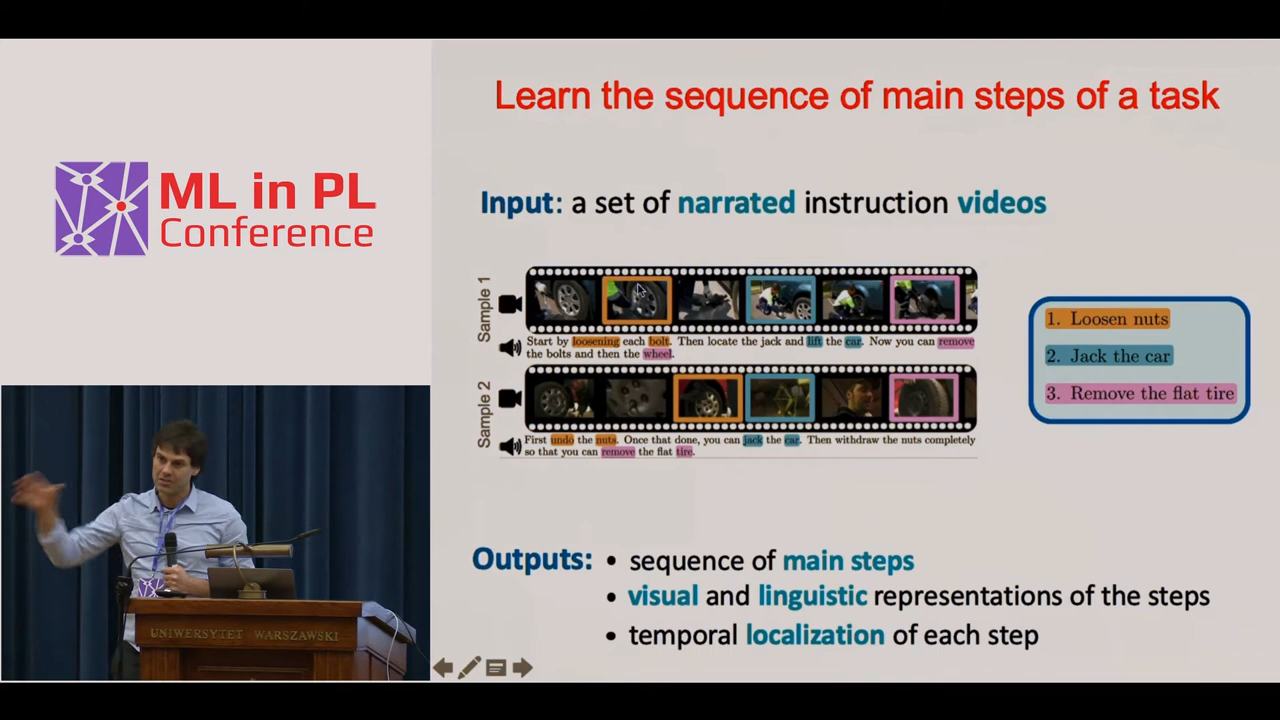 ML in PL
Conference
UNIWERSYTET WARSZAWSKI
Learn the sequence of main steps of a task
Input: a set of narrated instruction videos
Sample 1
Start by loosening each bolt. Then locate the jack and lift the car. Now you can remove
the bolts and then the wheel.
Sample 2
First undo the nuts. Once that done, you can jack the car. Then withdraw the nuts completely
so that you can remove the flat tire.
1. Loosen nuts
2. Jack the car
3. Remove the flat tire
Outputs: • sequence of main steps
• visual and linguistic representations of the steps
• temporal localization of each step